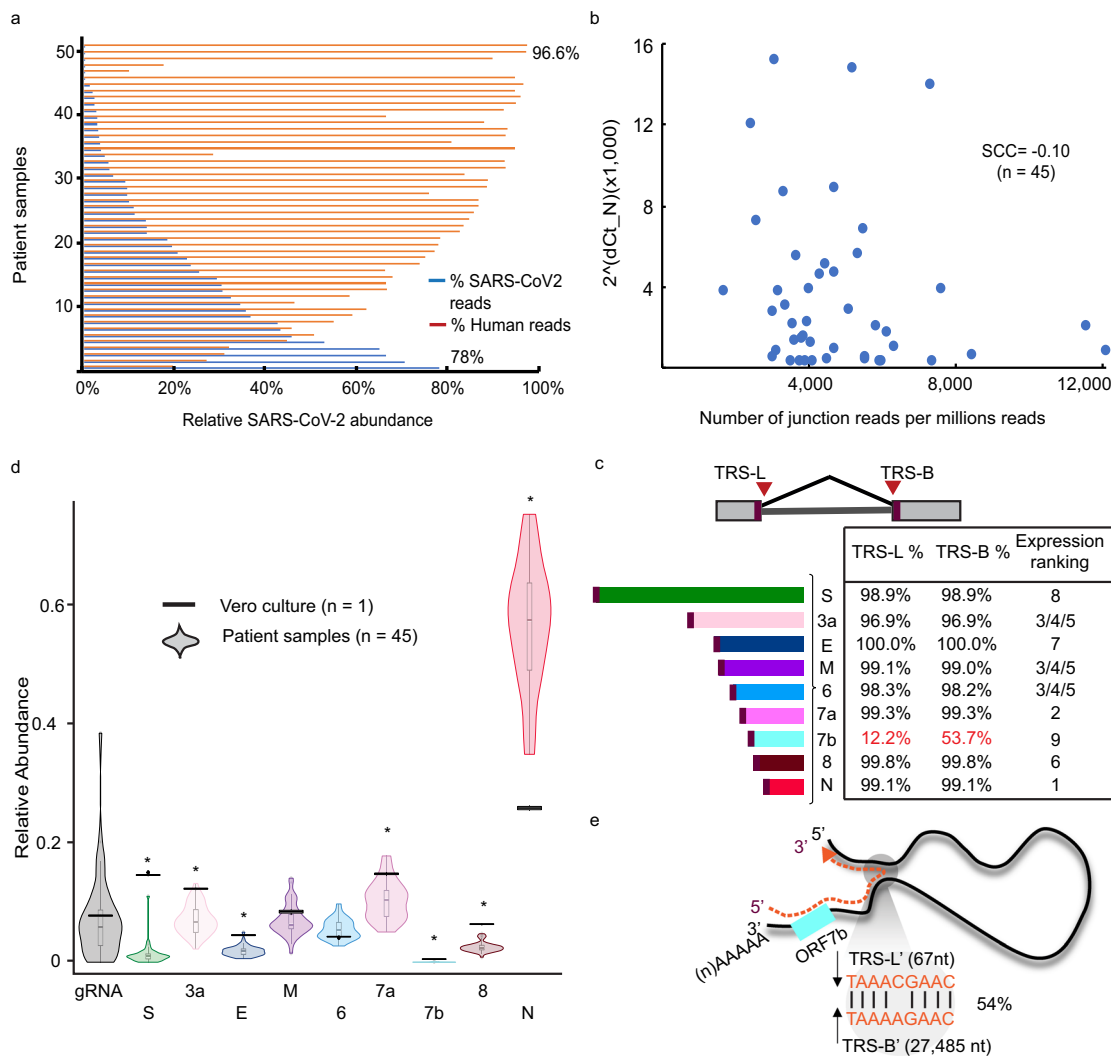 a
50
40
30
20
10
Patient samples
96.6%
78%
% SARS-CoV2
reads
% Human reads
0%
20%
40%
60%
80%
100%
Relative SARS-CoV-2 abundance
b
16
12
8
4
0
2^(dCt_N)(x1,000)
SCC= -0.10
(n = 45)
4,000
8,000
12,000
Number of junction reads per millions reads
d
0.6
0.4
0.2
0
Relative Abundance
Vero culture (n = 1)
Patient samples (n = 45)
*
*
*
*
*
*
*
*
gRNA
S
3a
E
M
6
7a
7b
8
N
c
TRS-L
TRS-B
TRS-L % TRS-B % Expression
ranking
S 98.9% 98.9% 8
3a 96.9% 96.9% 3/4/5
E 100.0% 100.0% 7
M 99.1% 99.0% 3/4/5
6 98.3% 98.2% 3/4/5
7a 99.3% 99.3% 2
7b 12.2% 53.7% 9
8 99.8% 99.8% 6
N 99.1% 99.1% 1
e
5’
3’
5’
3’
(n)AAAAA
ORF7b
TRS-L’ (67nt)
TAAACGAAC
54%
TAAAAGAAC
TRS-B’ (27,485 nt)